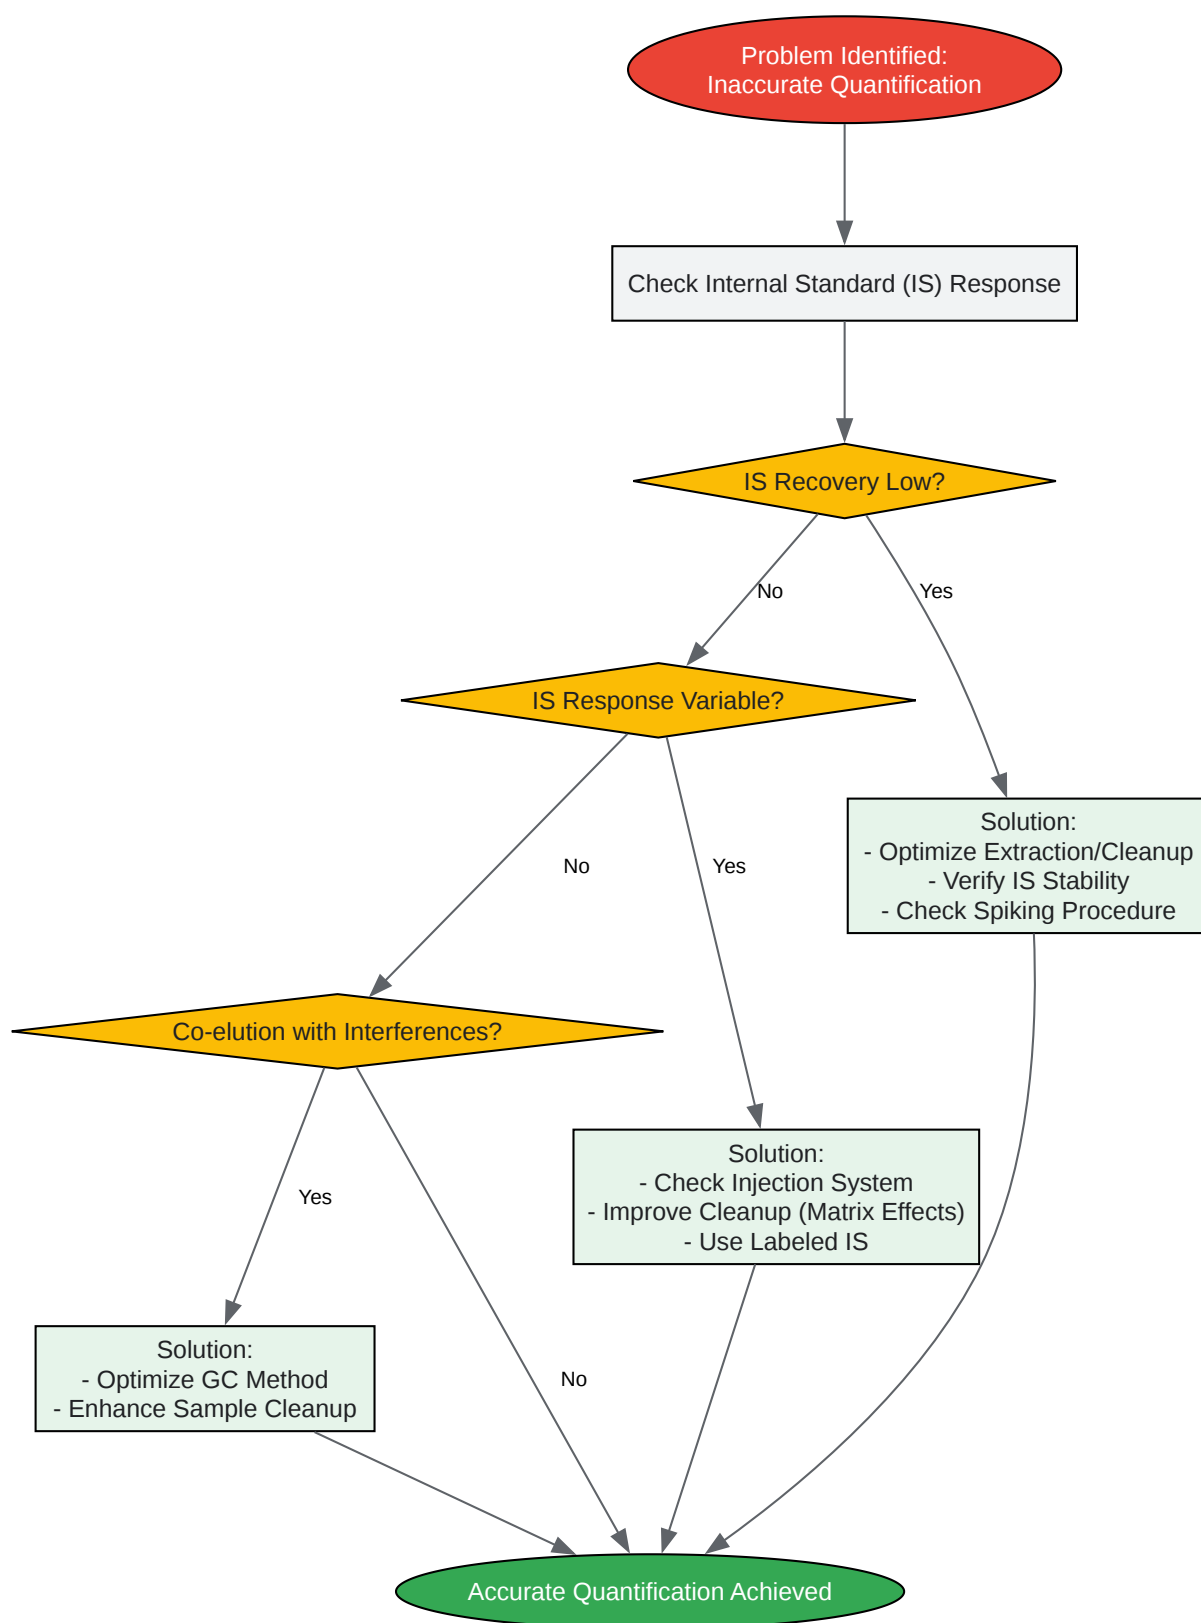 Problem Identified:
Inaccurate Quantification
Check Internal Standard (IS) Response
IS Recovery Low?
No
Yes
IS Response Variable?
No
Yes
Solution:
- Optimize Extraction/Cleanup
- Verify IS Stability
- Check Spiking Procedure
Co-elution with Interferences?
Yes
No
Solution:
- Check Injection System
- Improve Cleanup (Matrix Effects)
- Use Labeled IS
Solution:
- Optimize GC Method
- Enhance Sample Cleanup
Accurate Quantification Achieved